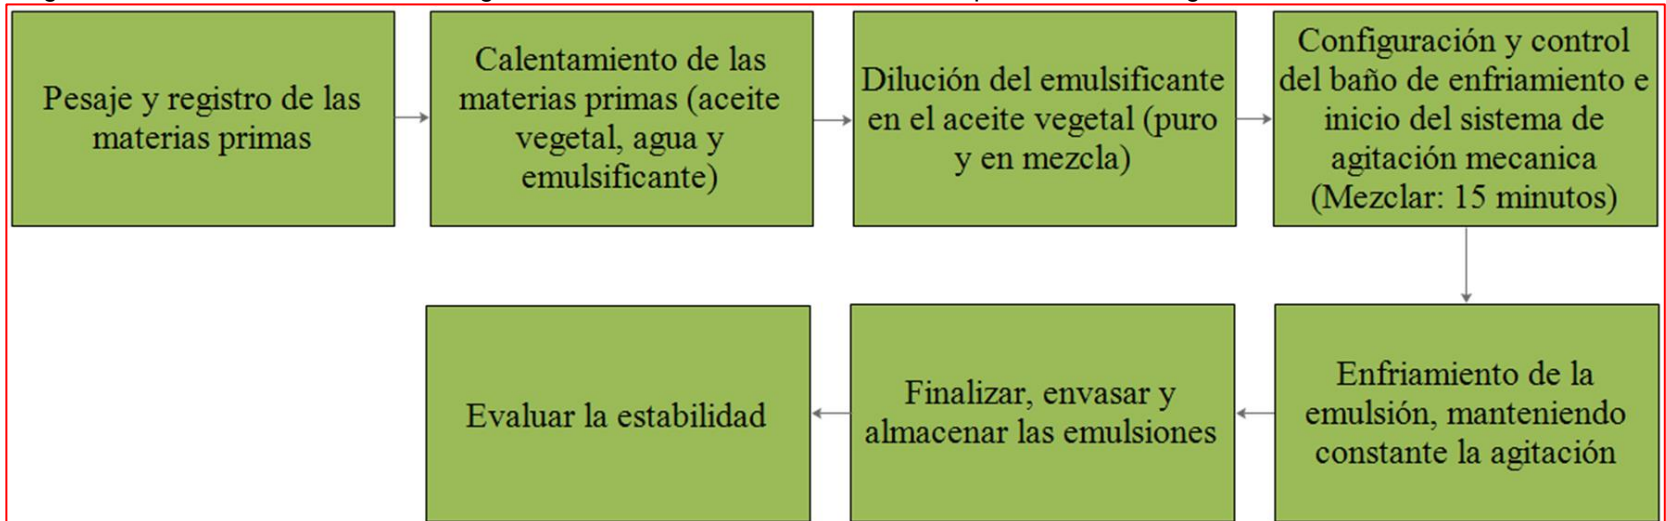 Pesaje y registro de las
materias primas
Calentamiento de las
materias primas (aceite
vegetal, agua y
emulsificante)
Dilución del emulsificante
en el aceite vegetal (puro
y en mezcla)
Configuración y control
del baño de enfriamiento e
inicio del sistema de
agitación mecanica
(Mezclar: 15 minutos)
Enfriamiento de la
emulsión, manteniendo
constante la agitación
Finalizar, envasar y
almacenar las emulsiones
Evaluar la estabilidad